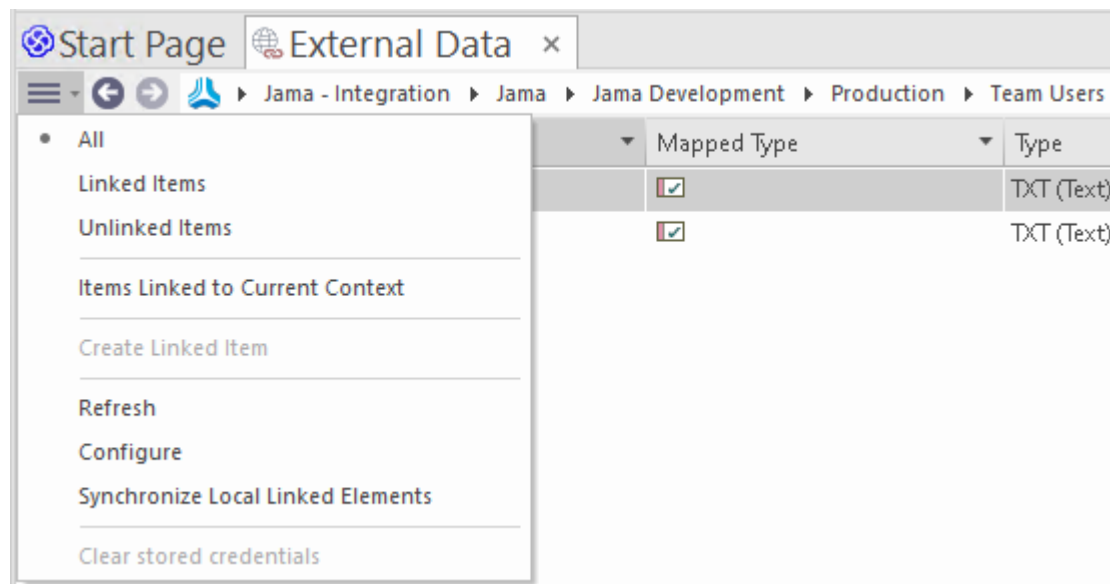 Start Page External Data ×
Jama - Integration Jama Jama Development Production Team Users
All
Mapped Type Type
Linked Items
TXT (Text)
Unlinked Items
TXT (Text)
Items Linked to Current Context
Create Linked Item
Refresh
Configure
Synchronize Local Linked Elements
Clear stored credentials